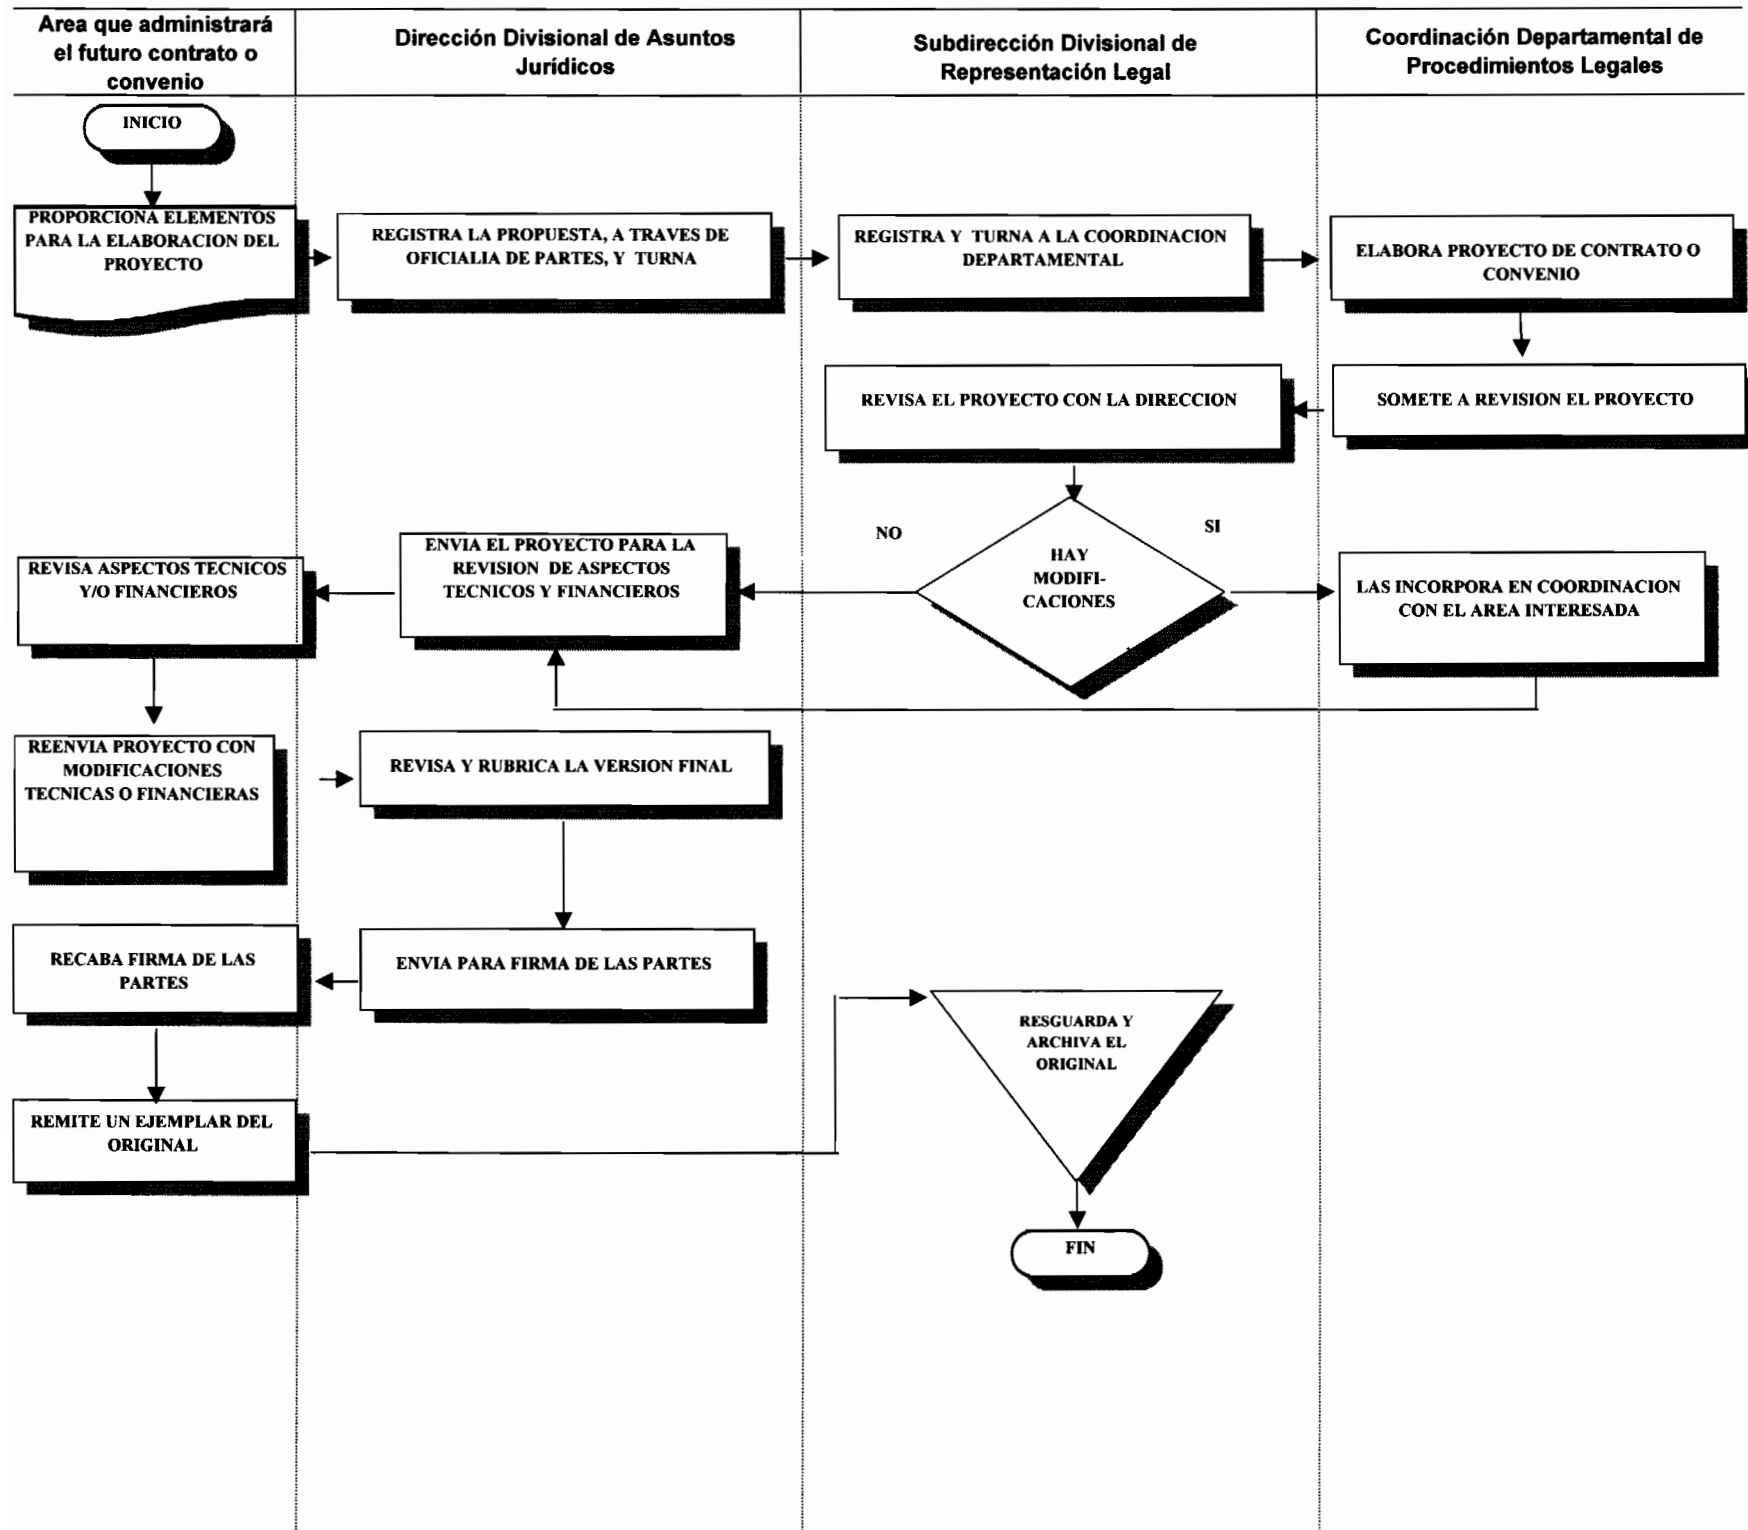 Area que administrará
el futuro contrato o
convenio
Dirección Divisional de Asuntos
Jurídicos
Subdirección Divisional de
Representación Legal
Coordinación Departamental de
Procedimientos Legales
INICIO
PROPORCIONA ELEMENTOS
PARA LA ELABORACION DEL
PROYECTO
REGISTRA LA PROPUESTA, A TRAVES DE
OFICIALIA DE PARTES, Y TURNA
REGISTRA Y TURNA A LA COORDINACION
DEPARTAMENTAL
ELABORA PROYECTO DE CONTRATO O
CONVENIO
REVISA EL PROYECTO CON LA DIRECCION
SOMETE A REVISION EL PROYECTO
NO
SI
HAY
MODIFI-
CACIONES
REVISA ASPECTOS TECNICOS
Y/O FINANCIEROS
ENVIA EL PROYECTO PARA LA
REVISION DE ASPECTOS
TECNICOS Y FINANCIEROS
LAS INCORPORA EN COORDINACION
CON EL AREA INTERESADA
REENVIA PROYECTO CON
MODIFICACIONES
TECNICAS O FINANCIERAS
REVISA Y RUBRICA LA VERSION FINAL
RECABA FIRMA DE LAS
PARTES
ENVIA PARA FIRMA DE LAS PARTES
RESGUARDA Y
ARCHIVA EL
ORIGINAL
REMITE UN EJEMPLAR DEL
ORIGINAL
FIN